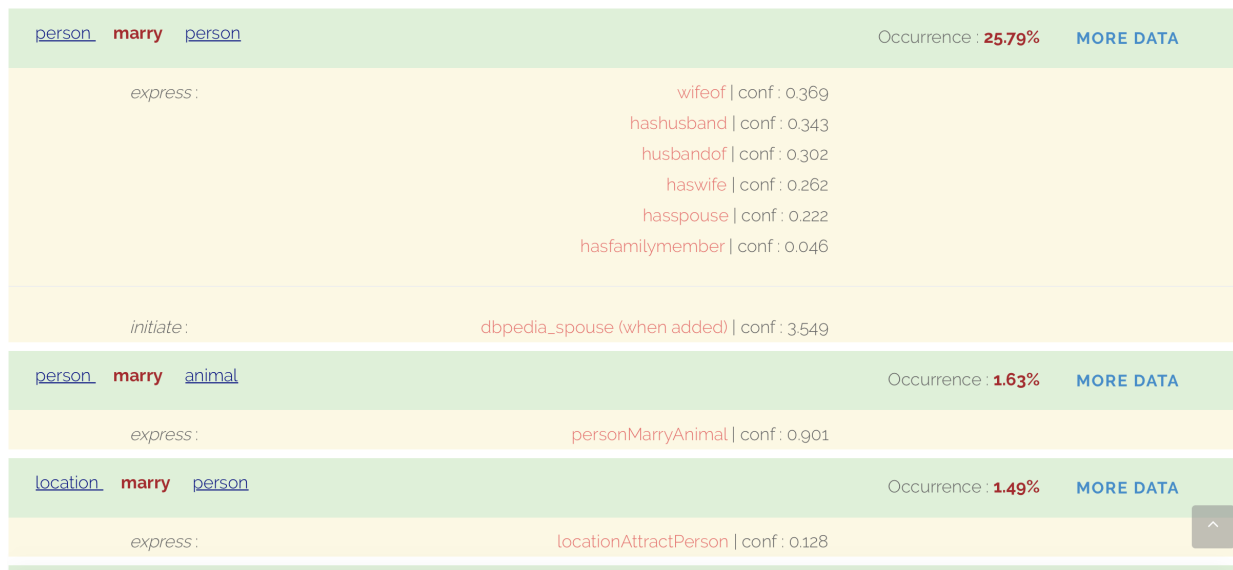 person marry person Occurrence : 25.79% MORE DATA
express : wifeof | conf : 0.369
hashusband | conf : 0.343
husbandof | conf : 0.302
haswife | conf : 0.262
hasspouse | conf : 0.222
hasfamilymember | conf : 0.046
initiate : dbpedia_spouse (when added) | conf : 3.549
person marry animal Occurrence : 1.63% MORE DATA
express : personMarryAnimal | conf : 0.901
location marry person Occurrence : 1.49% MORE DATA
express : locationAttractPerson | conf : 0.128